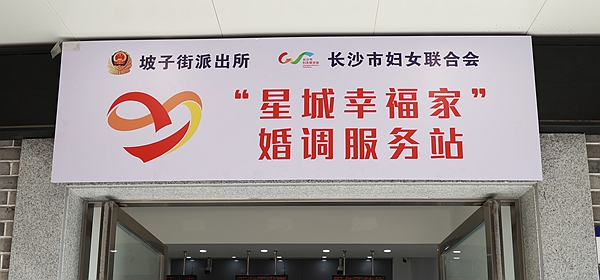 坡子街派出所 长沙市妇女联合会
“星城幸福家”
婚调服务站